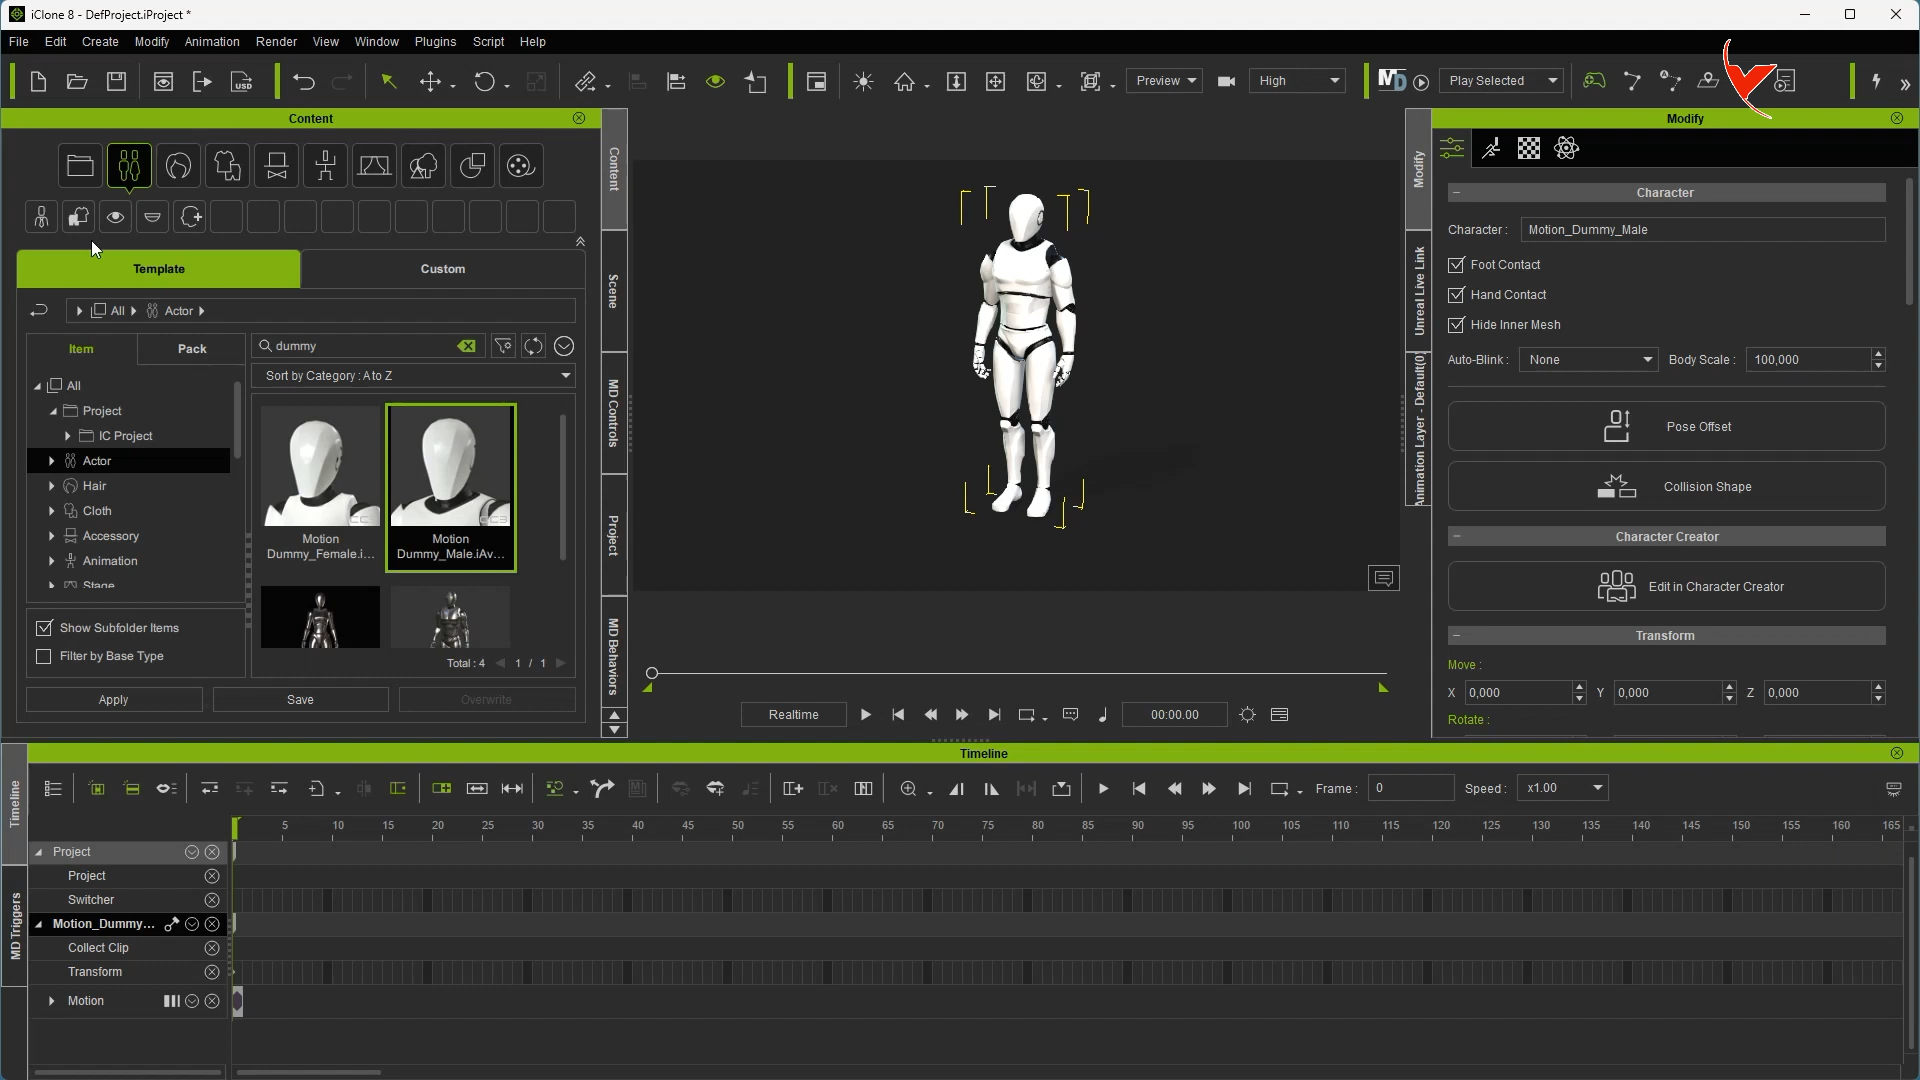 iClone 8 - DefProject.iProject *
File Edit Create Modify Animation Render View Window Plugins Script Help
USD
Preview
High
MD
Play Selected
Content
Modify
Template
Custom
All
Actor
Item
Pack
dummy
Sort by Category : A to Z
All
Project
IC Project
Actor
Hair
Cloth
Accessory
Animation
Stage
Motion
Dummy_Female.i...
Motion
Dummy_Male.iAv...
Show Subfolder Items
Filter by Base Type
Total : 4
1 / 1
Apply
Save
Overwrite
Content
Scene
MD Controls
Project
MD Behaviors
Realtime
00:00.00
Modify
Unreal Live Link
Animation Layer - Default(0)
Character
Character :
Motion_Dummy_Male
Foot Contact
Hand Contact
Hide Inner Mesh
Auto-Blink :
None
Body Scale :
100,000
Pose Offset
Collision Shape
Character Creator
Edit in Character Creator
Transform
Move :
X 0,000 Y 0,000 Z 0,000
Rotate :
Timeline
Timeline
MD Triggers
Frame : 0
Speed : x1.00
5 10 15 20 25 30 35 40 45 50 55 60 65 70 75 80 85 90 95 100 105 110 115 120 125 130 135 140 145 150 155 160 165
Project
Project
Switcher
Motion_Dummy...
Collect Clip
Transform
Motion